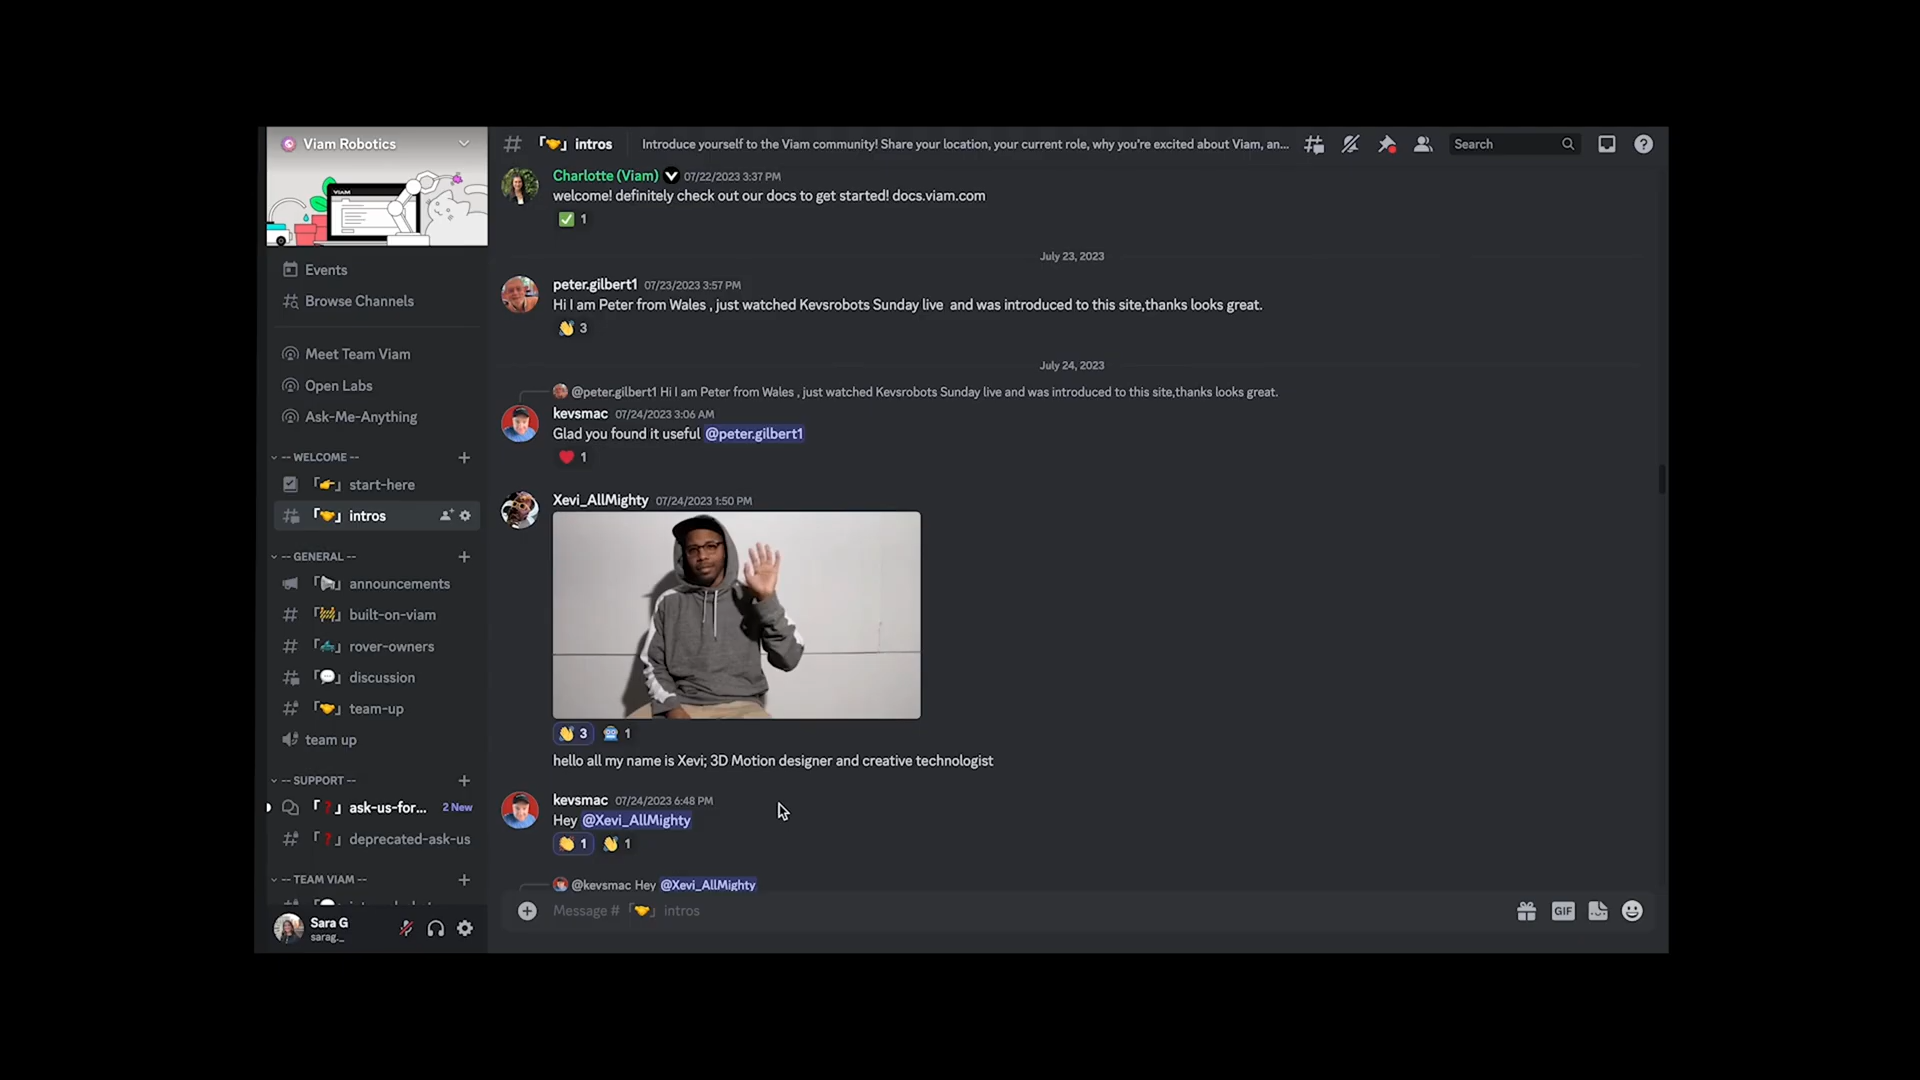 Viam Robotics
VIAM
Events
Browse Channels
Meet Team Viam
Open Labs
Ask-Me-Anything
-- WELCOME --
start-here
intros
-- GENERAL --
announcements
built-on-viam
rover-owners
discussion
team-up
team up
-- SUPPORT --
ask-us-for... 2 New
deprecated-ask-us
-- TEAM VIAM --
Sara G
sarag._
intros Introduce yourself to the Viam community! Share your location, your current role, why you're excited about Viam, an... Search
Charlotte (Viam) 07/22/2023 3:37 PM
welcome! definitely check out our docs to get started! docs.viam.com
1
July 23, 2023
peter.gilbert1 07/23/2023 3:57 PM
Hi I am Peter from Wales , just watched Kevsrobots Sunday live and was introduced to this site,thanks looks great.
3
July 24, 2023
@peter.gilbert1 Hi I am Peter from Wales , just watched Kevsrobots Sunday live and was introduced to this site,thanks looks great.
kevsmac 07/24/2023 3:06 AM
Glad you found it useful @peter.gilbert1
1
Xevi_AllMighty 07/24/2023 1:50 PM
3 1
hello all my name is Xevi; 3D Motion designer and creative technologist
kevsmac 07/24/2023 6:48 PM
Hey @Xevi_AllMighty
1 1
@kevsmac Hey @Xevi_AllMighty
Message # intros GIF